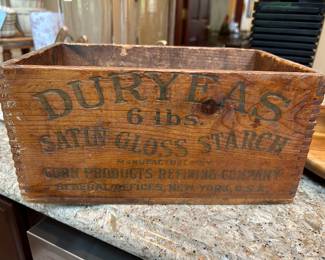 DURYEAS
6 lbs.
SATIN GLOSS STARCH
MANUFACTURED BY
CORN PRODUCTS REFINING COMPANY
GENERAL OFFICES, NEW YORK, U.S.A.